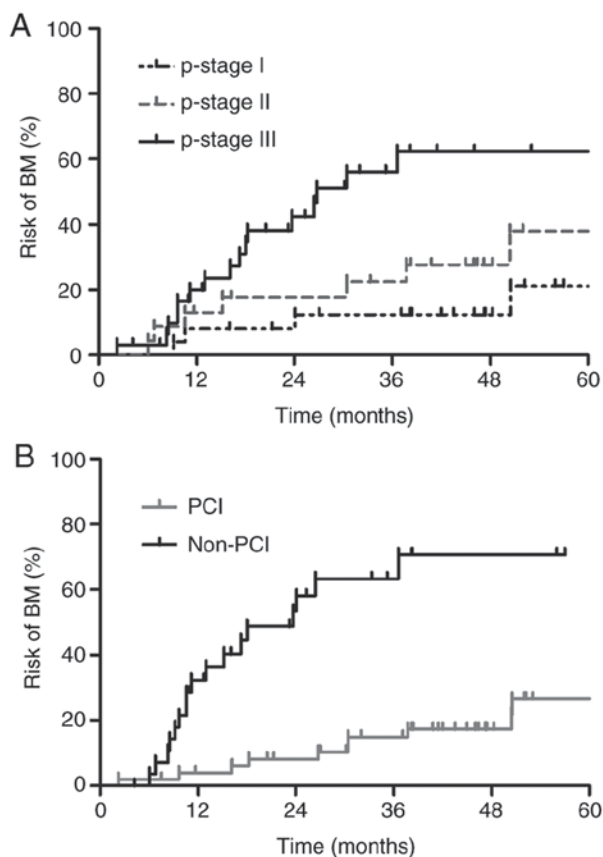 A
100
80
60
40
20
0
Risk of BM (%)
p-stage I
p-stage II
p-stage III
0 12 24 36 48 60
Time (months)
B
100
80
60
40
20
0
Risk of BM (%)
PCI
Non-PCI
0 12 24 36 48 60
Time (months)